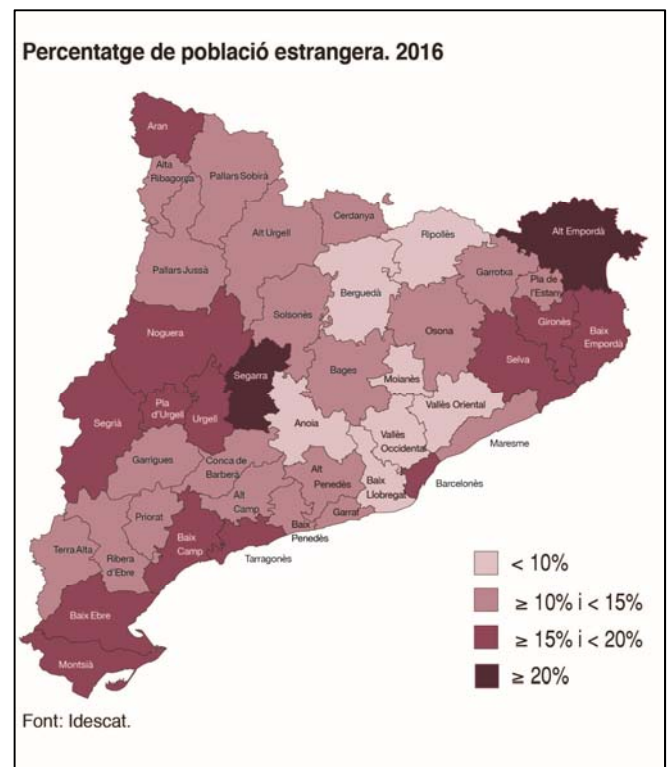 Percentatge de població estrangera. 2016
Aran
Alta
Ribagorça
Pallars Sobirà
Cerdanya
Ripollès
Alt Empordà
Alt Urgell
Garrotxa
Pla de
l'Estany
Pallars Jussà
Berguedà
Solsonès
Osona
Gironès
Baix
Empordà
Noguera
Selva
Segarra
Bages
Moianès
Pla
d'Urgell
Urgell
Segrià
Anoia
Vallès Oriental
Vallès
Occidental
Maresme
Garrigues
Conca de
Barberà
Alt
Penedès
Baix
Llobregat
Barcelonès
Alt
Camp
Priorat
Garraf
Baix
Penedès
Terra Alta
Ribera
d'Ebre
Baix
Camp
Tarragonès
Baix Ebre
Montsià
< 10%
≥ 10% i < 15%
≥ 15% i < 20%
≥ 20%
Font: Idescat.